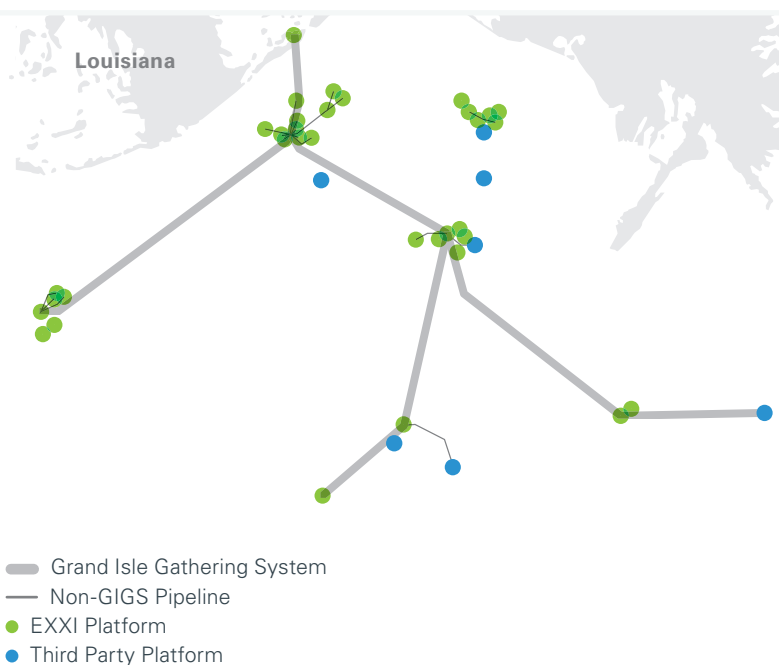 Louisiana
Grand Isle Gathering System
Non-GIGS Pipeline
EXXI Platform
Third Party Platform